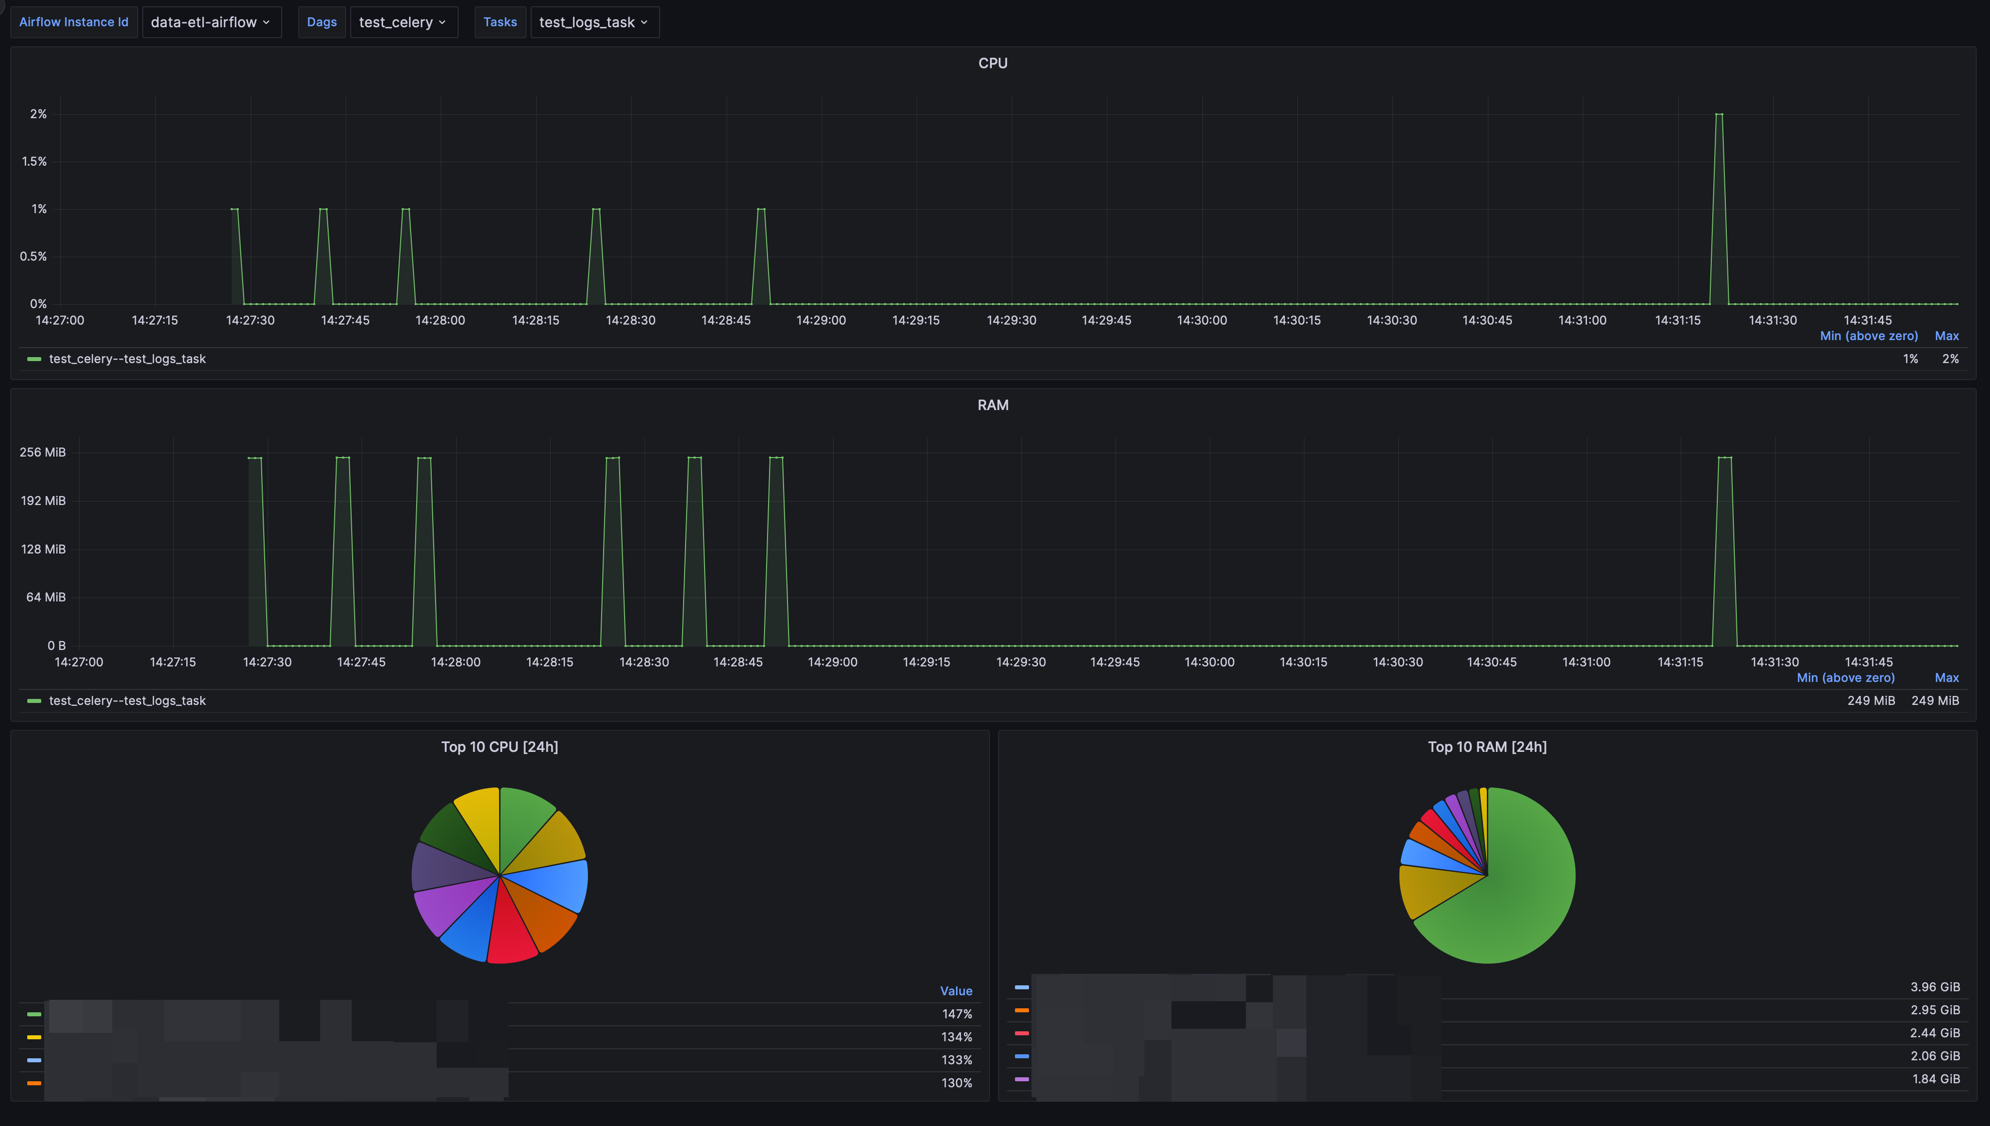 Airflow Instance Id data-etl-airflow Dags test_celery Tasks test_logs_task
CPU
2%
1.5%
1%
0.5%
0%
14:27:00 14:27:15 14:27:30 14:27:45 14:28:00 14:28:15 14:28:30 14:28:45 14:29:00 14:29:15 14:29:30 14:29:45 14:30:00 14:30:15 14:30:30 14:30:45 14:31:00 14:31:15 14:31:30 14:31:45
Min (above zero) Max
test_celery--test_logs_task 1% 2%
RAM
256 MiB
192 MiB
128 MiB
64 MiB
0 B
14:27:00 14:27:15 14:27:30 14:27:45 14:28:00 14:28:15 14:28:30 14:28:45 14:29:00 14:29:15 14:29:30 14:29:45 14:30:00 14:30:15 14:30:30 14:30:45 14:31:00 14:31:15 14:31:30 14:31:45
Min (above zero) Max
test_celery--test_logs_task 249 MiB 249 MiB
Top 10 CPU [24h]
Value
147%
134%
133%
130%
Top 10 RAM [24h]
3.96 GiB
2.95 GiB
2.44 GiB
2.06 GiB
1.84 GiB